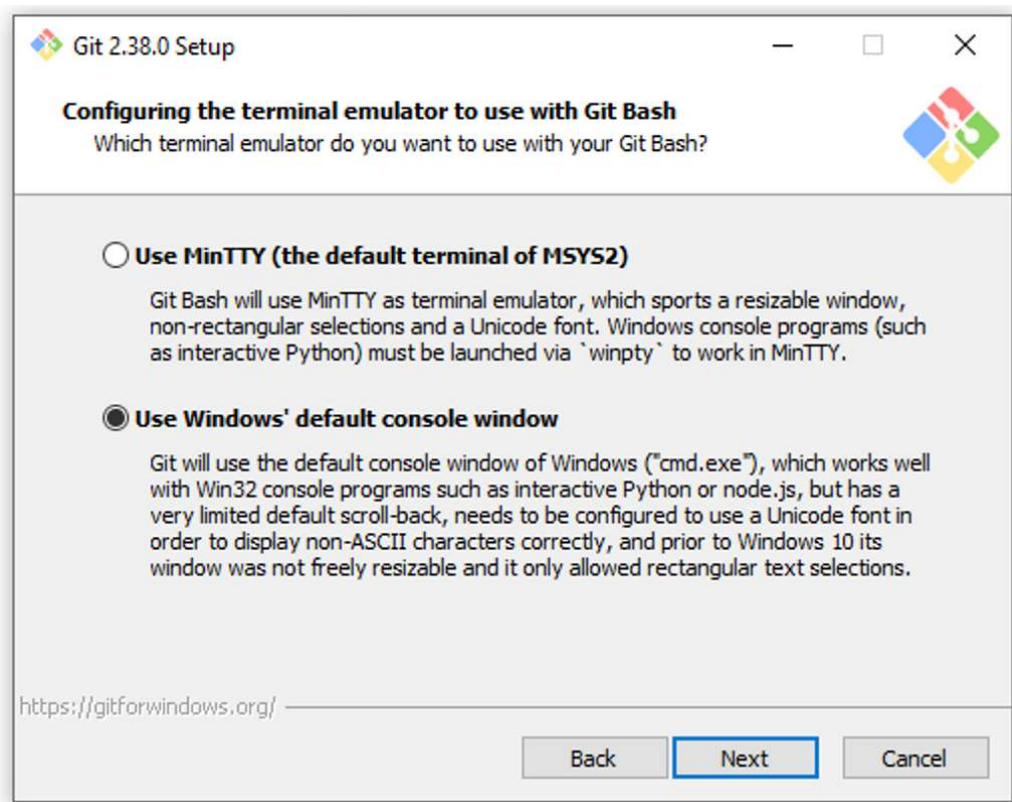 Git 2.38.0 Setup
Configuring the terminal emulator to use with Git Bash
Which terminal emulator do you want to use with your Git Bash?
Use MinTTY (the default terminal of MSYS2)
Git Bash will use MinTTY as terminal emulator, which sports a resizable window,
non-rectangular selections and a Unicode font. Windows console programs (such
as interactive Python) must be launched via `winpty` to work in MinTTY.
Use Windows' default console window
Git will use the default console window of Windows ("cmd.exe"), which works well
with Win32 console programs such as interactive Python or node.js, but has a
very limited default scroll-back, needs to be configured to use a Unicode font in
order to display non-ASCII characters correctly, and prior to Windows 10 its
window was not freely resizable and it only allowed rectangular text selections.
https://gitforwindows.org/
Back Next Cancel